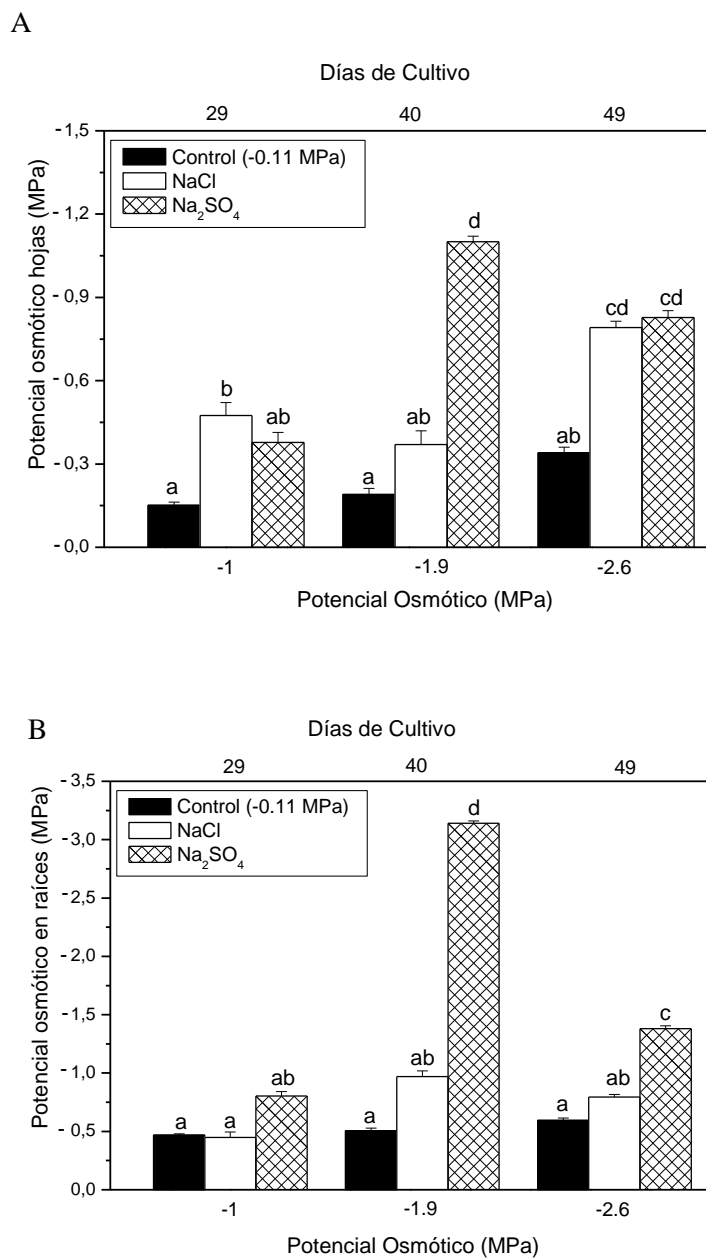 A
Días de Cultivo
29 40 49
Control (-0.11 MPa)
NaCl
Na2SO4
Potencial osmótico hojas (MPa)
-1,5
-1,2
-0,9
-0,6
-0,3
-0,0
a b ab
a ab d
ab cd cd
-1 -1.9 -2.6
Potencial Osmótico (MPa)
B
Días de Cultivo
29 40 49
Control (-0.11 MPa)
NaCl
Na2SO4
Potencial osmótico en raíces (MPa)
-3,5
-3,0
-2,5
-2,0
-1,5
-1,0
-0,5
0,0
a a ab
a ab d
a ab c
-1 -1.9 -2.6
Potencial Osmótico (MPa)